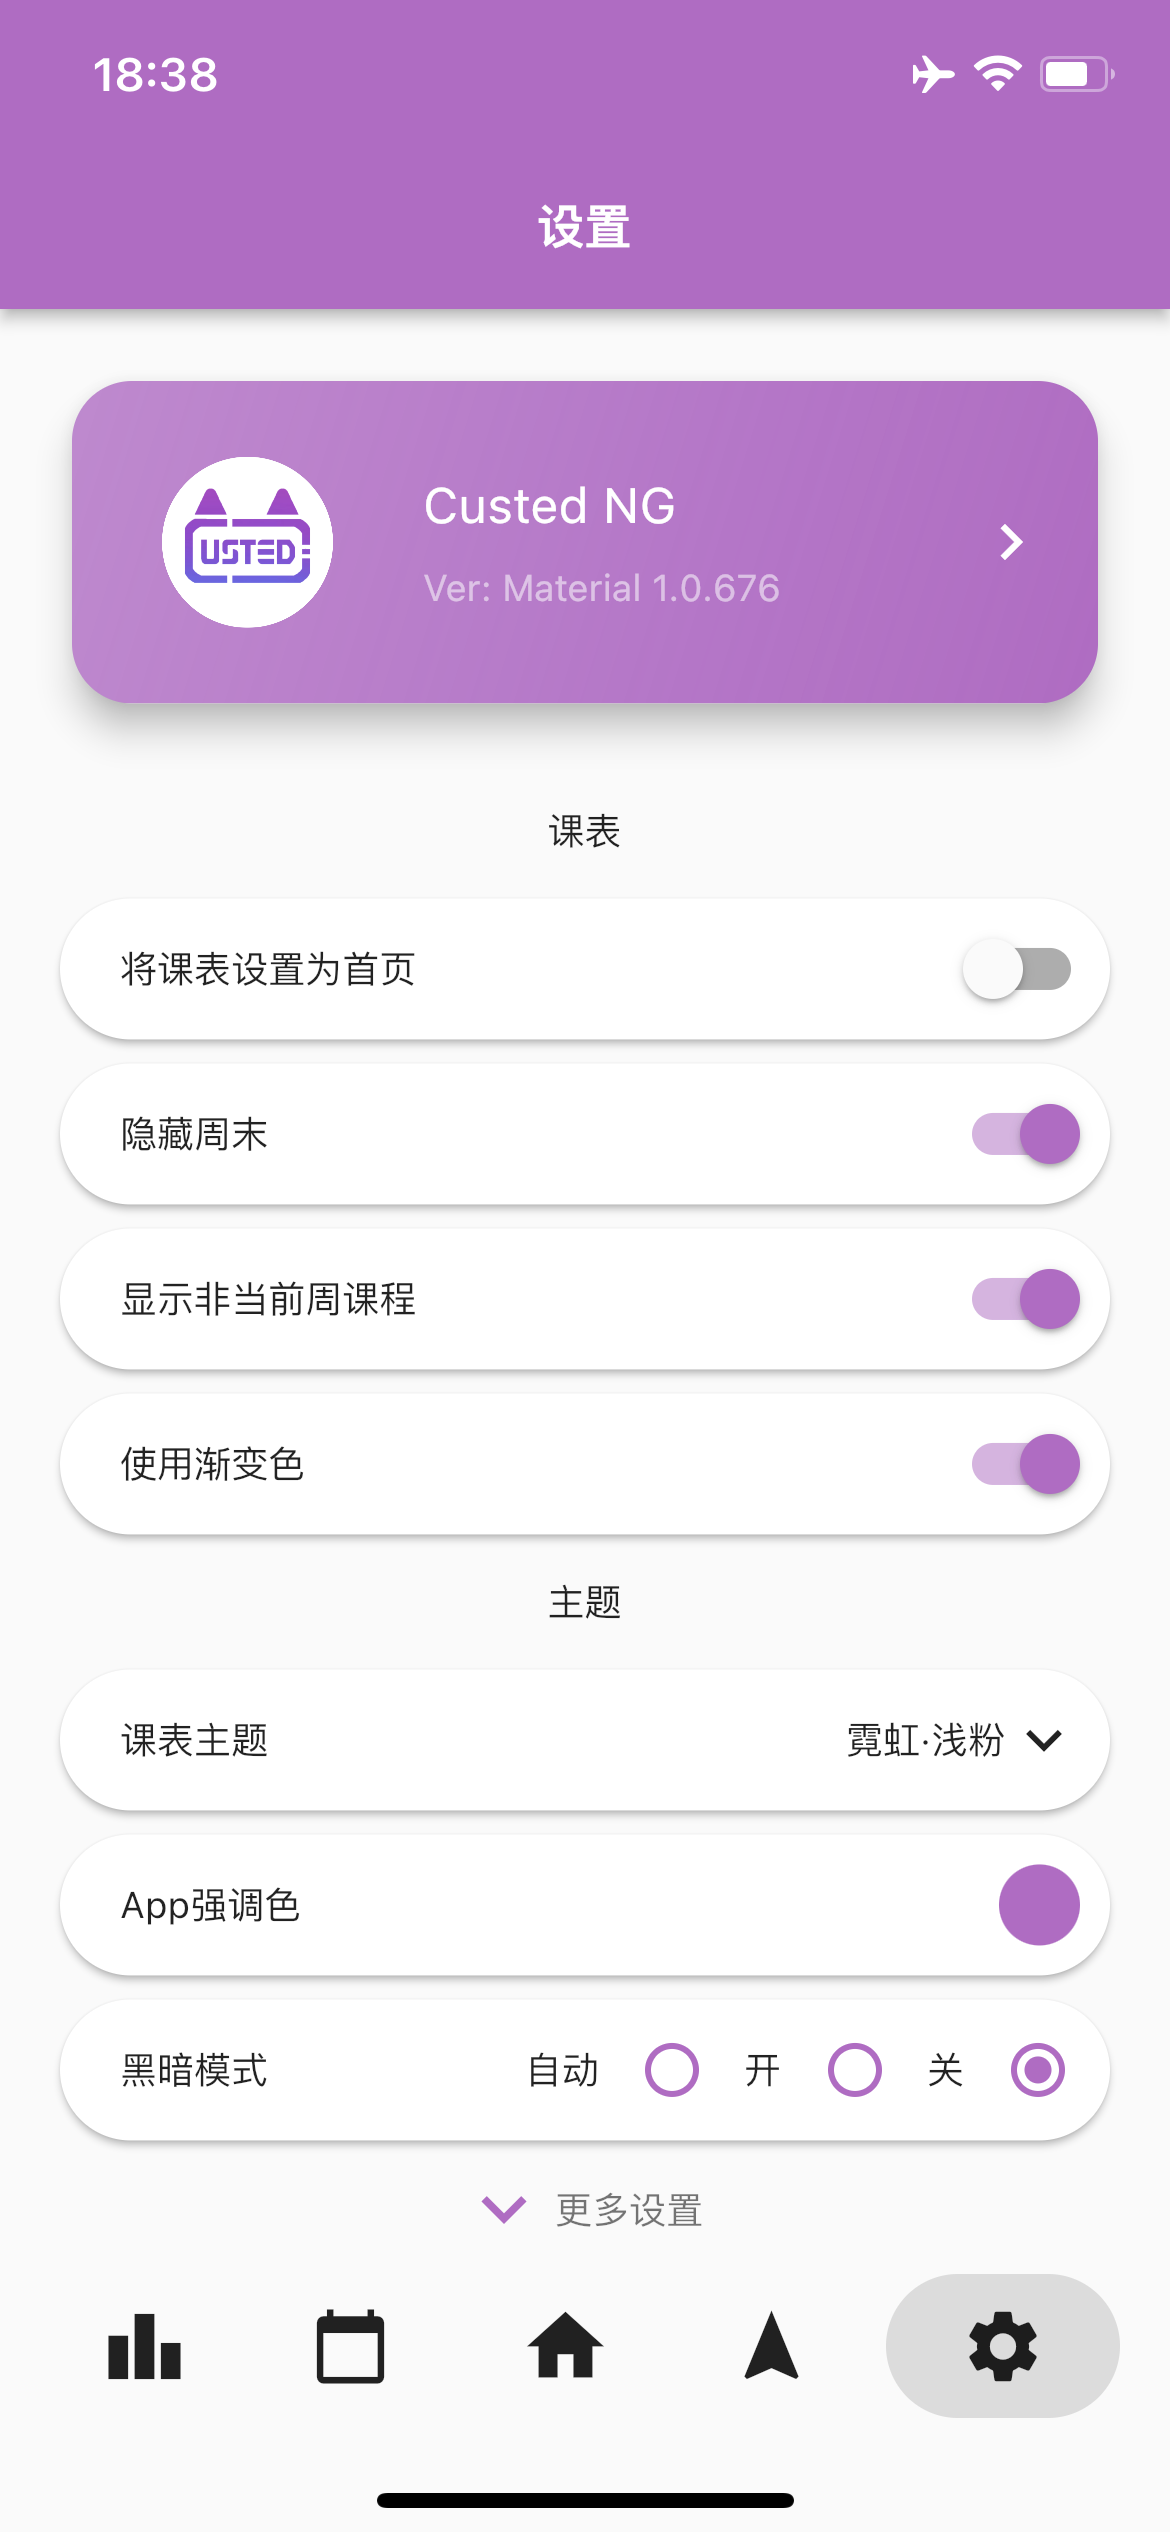 18:38
设置
USTED
Custed NG
Ver: Material 1.0.676
课表
将课表设置为首页
隐藏周末
显示非当前周课程
使用渐变色
主题
课表主题 霓虹·浅粉
App强调色
黑暗模式 自动 开 关
更多设置